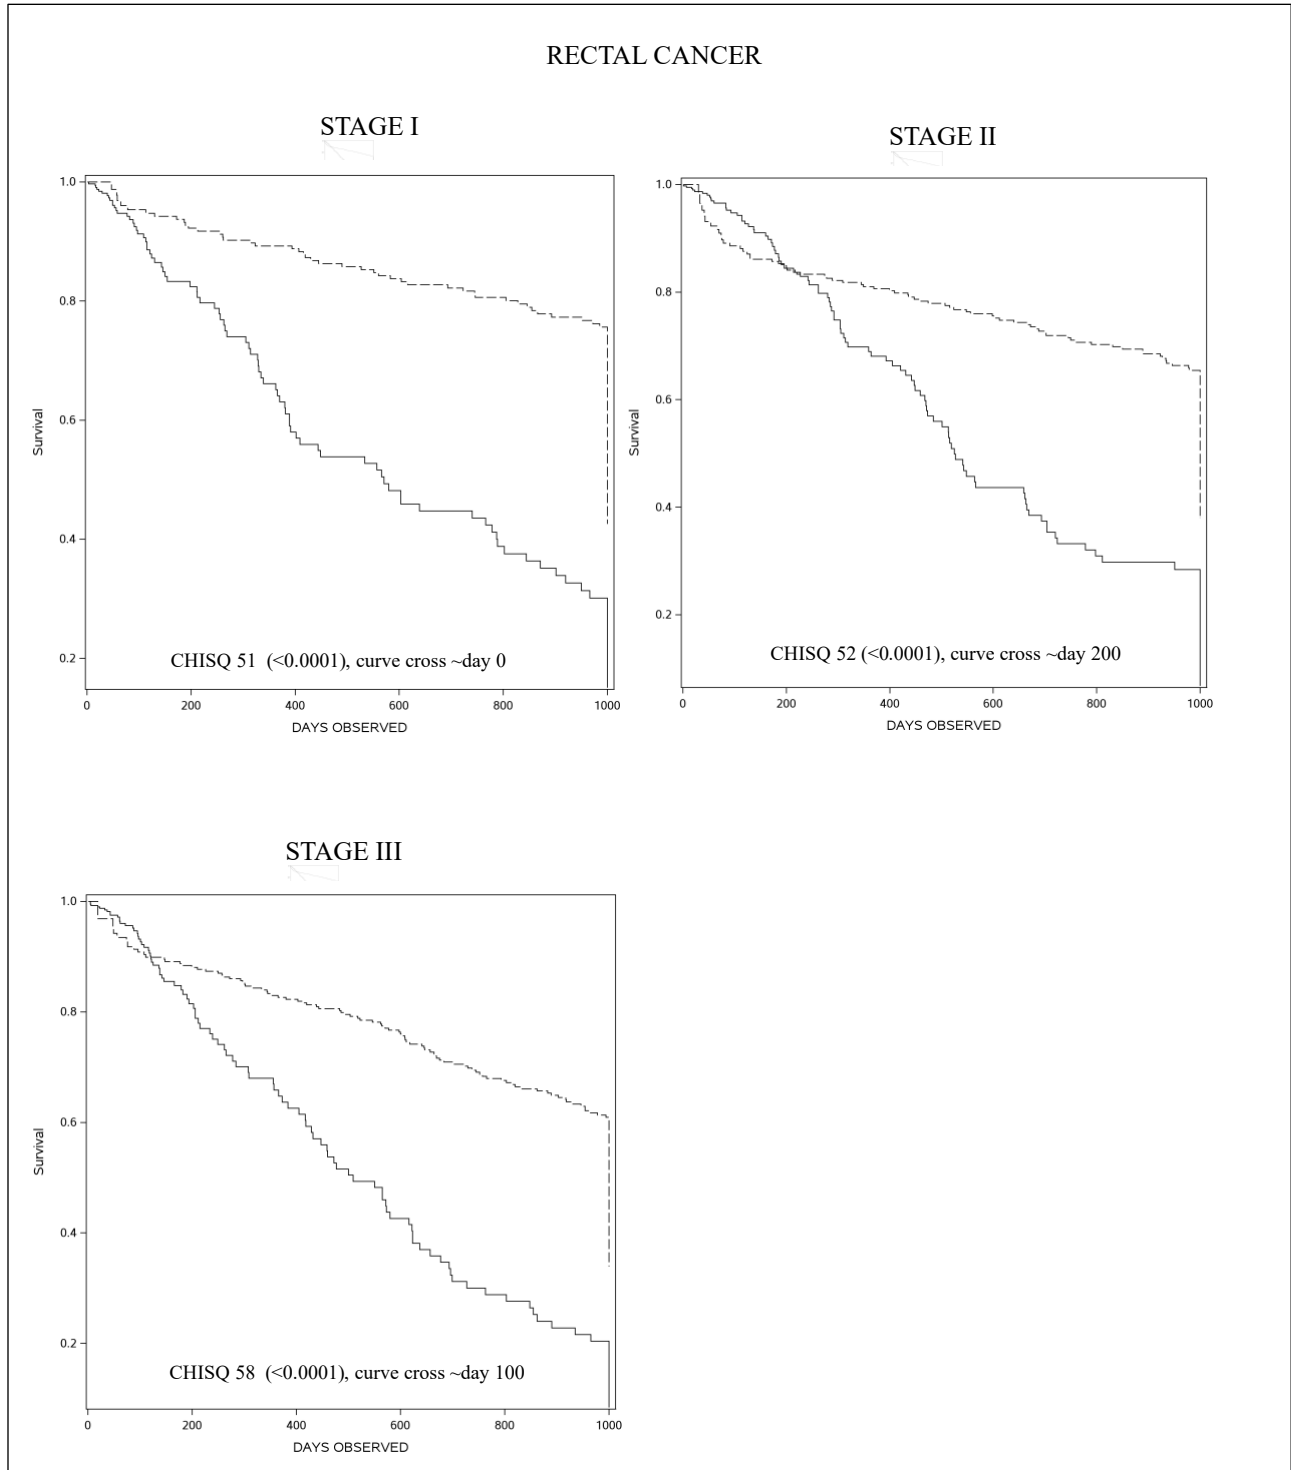 RECTAL CANCER
STAGE I
1.0
0.8
0.6
0.4
0.2
Survival
0 200 400 600 800 1000
DAYS OBSERVED
CHISQ 51 (<0.0001), curve cross ~day 0
STAGE II
1.0
0.8
0.6
0.4
0.2
Survival
0 200 400 600 800 1000
DAYS OBSERVED
CHISQ 52 (<0.0001), curve cross ~day 200
STAGE III
1.0
0.8
0.6
0.4
0.2
Survival
0 200 400 600 800 1000
DAYS OBSERVED
CHISQ 58 (<0.0001), curve cross ~day 100